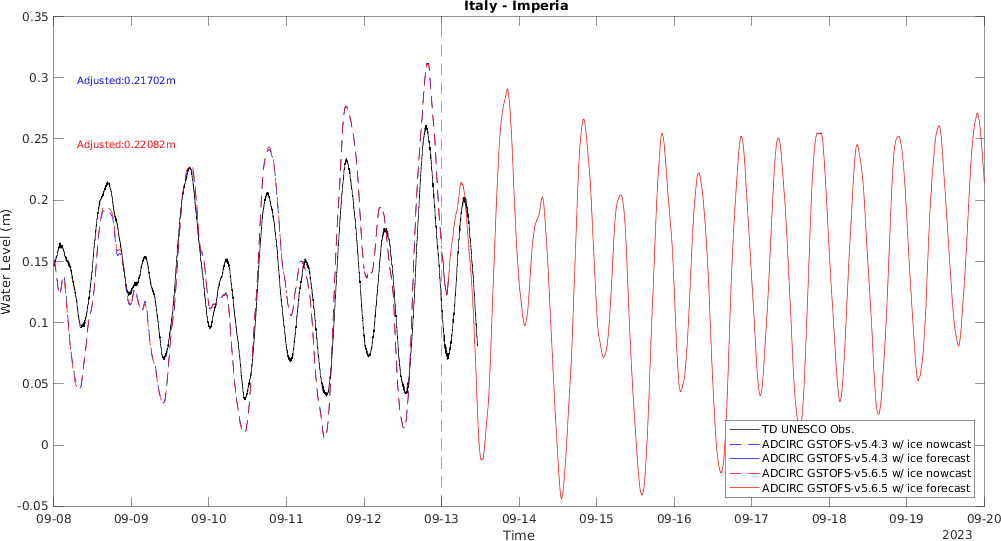 Italy - Imperia
0.35
0.3
0.25
0.2
0.15
0.1
0.05
0
-0.05
Water Level (m)
Adjusted:0.21702m
Adjusted:0.22082m
TD UNESCO Obs.
ADCIRC GSTOFS-v5.4.3 w/ ice nowcast
ADCIRC GSTOFS-v5.4.3 w/ ice forecast
ADCIRC GSTOFS-v5.6.5 w/ ice nowcast
ADCIRC GSTOFS-v5.6.5 w/ ice forecast
09-08 09-09 09-10 09-11 09-12 09-13 09-14 09-15 09-16 09-17 09-18 09-19 09-20
Time
2023